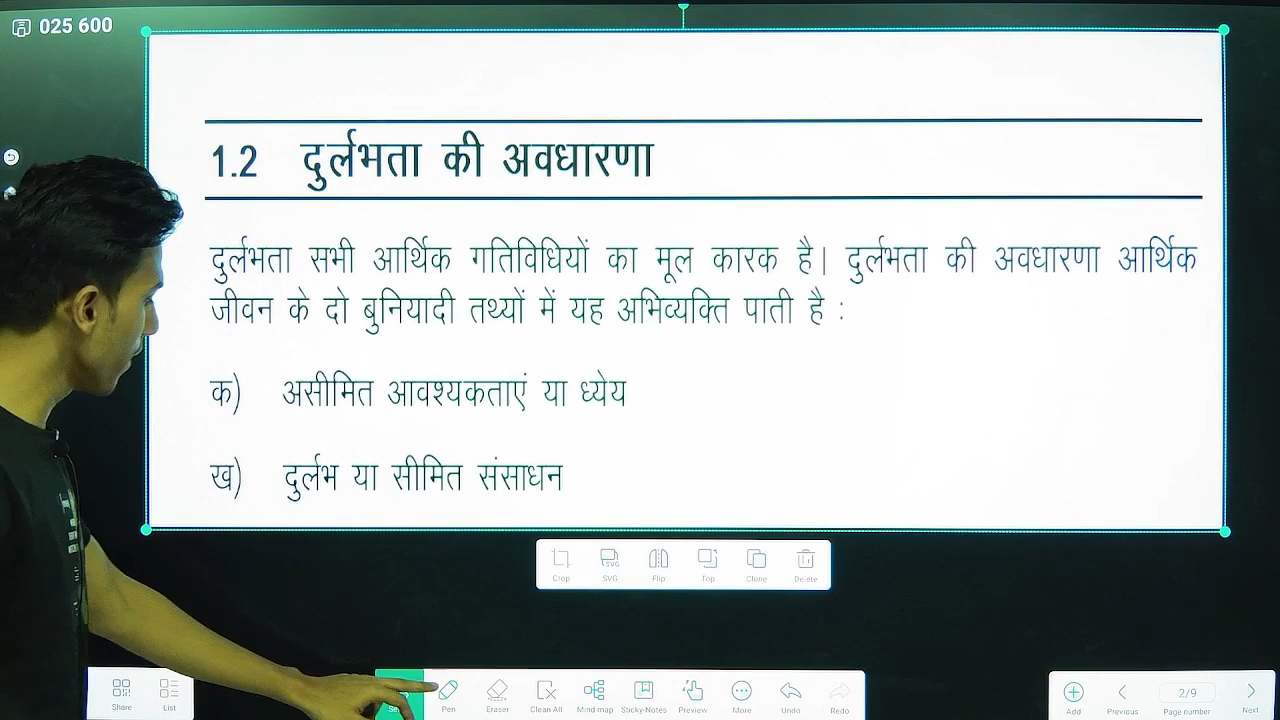 025 600
1.2 दुर्लभता की अवधारणा
दुर्लभता सभी आर्थिक गतिविधियों का मूल कारक है। दुर्लभता की अवधारणा आर्थिक
जीवन के दो बुनियादी तथ्यों में यह अभिव्यक्ति पाती है :
क) असीमित आवश्यकताएं या ध्येय
ख) दुर्लभ या सीमित संसाधन
Crop SVG Flip Top Clone Delete
Share List Pen Eraser Clean All Mind map Sticky-Notes Preview More Undo Redo Add Previous 2/9 Page number Next